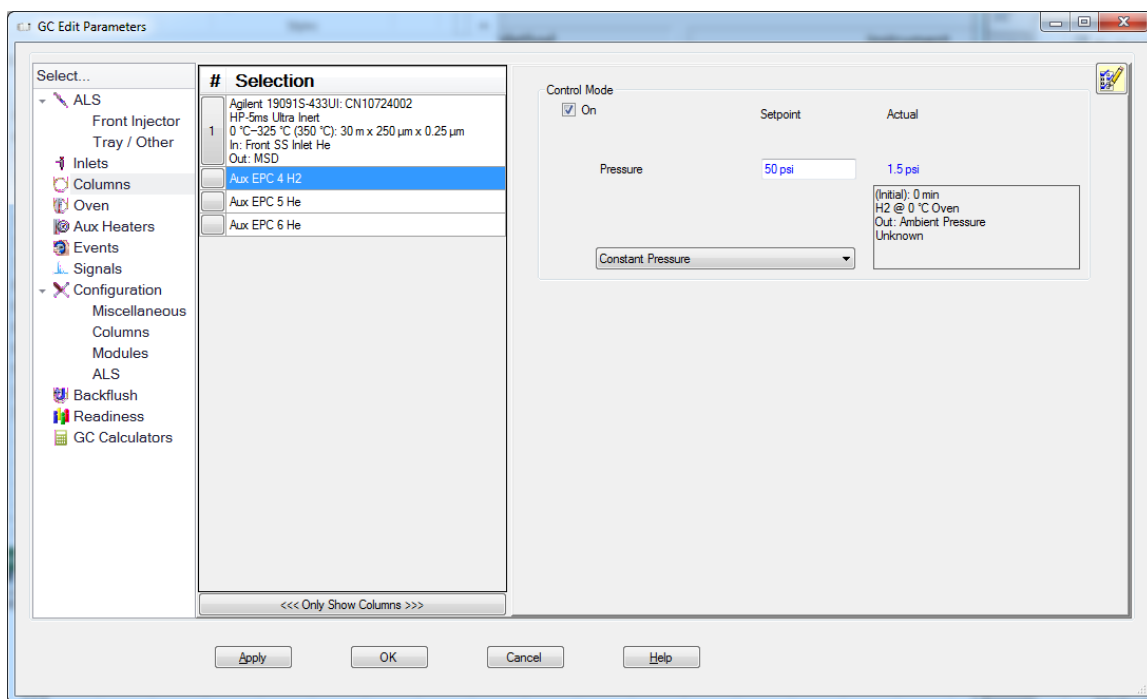 GC Edit Parameters
Select...
ALS
Front Injector
Tray / Other
Inlets
Columns
Oven
Aux Heaters
Events
Signals
Configuration
Miscellaneous
Columns
Modules
ALS
Backflush
Readiness
GC Calculators
# Selection
1
Agilent 19091S-433UI: CN10724002
HP-5ms Ultra Inert
0 °C-325 °C (350 °C): 30 m x 250 µm x 0.25 µm
In: Front SS Inlet He
Out: MSD
Aux EPC 4 H2
Aux EPC 5 He
Aux EPC 6 He
<<< Only Show Columns >>>
Control Mode
On
Setpoint Actual
Pressure 50 psi 1.5 psi
(Initial): 0 min
H2 @ 0 °C Oven
Out: Ambient Pressure
Unknown
Constant Pressure
Apply OK Cancel Help